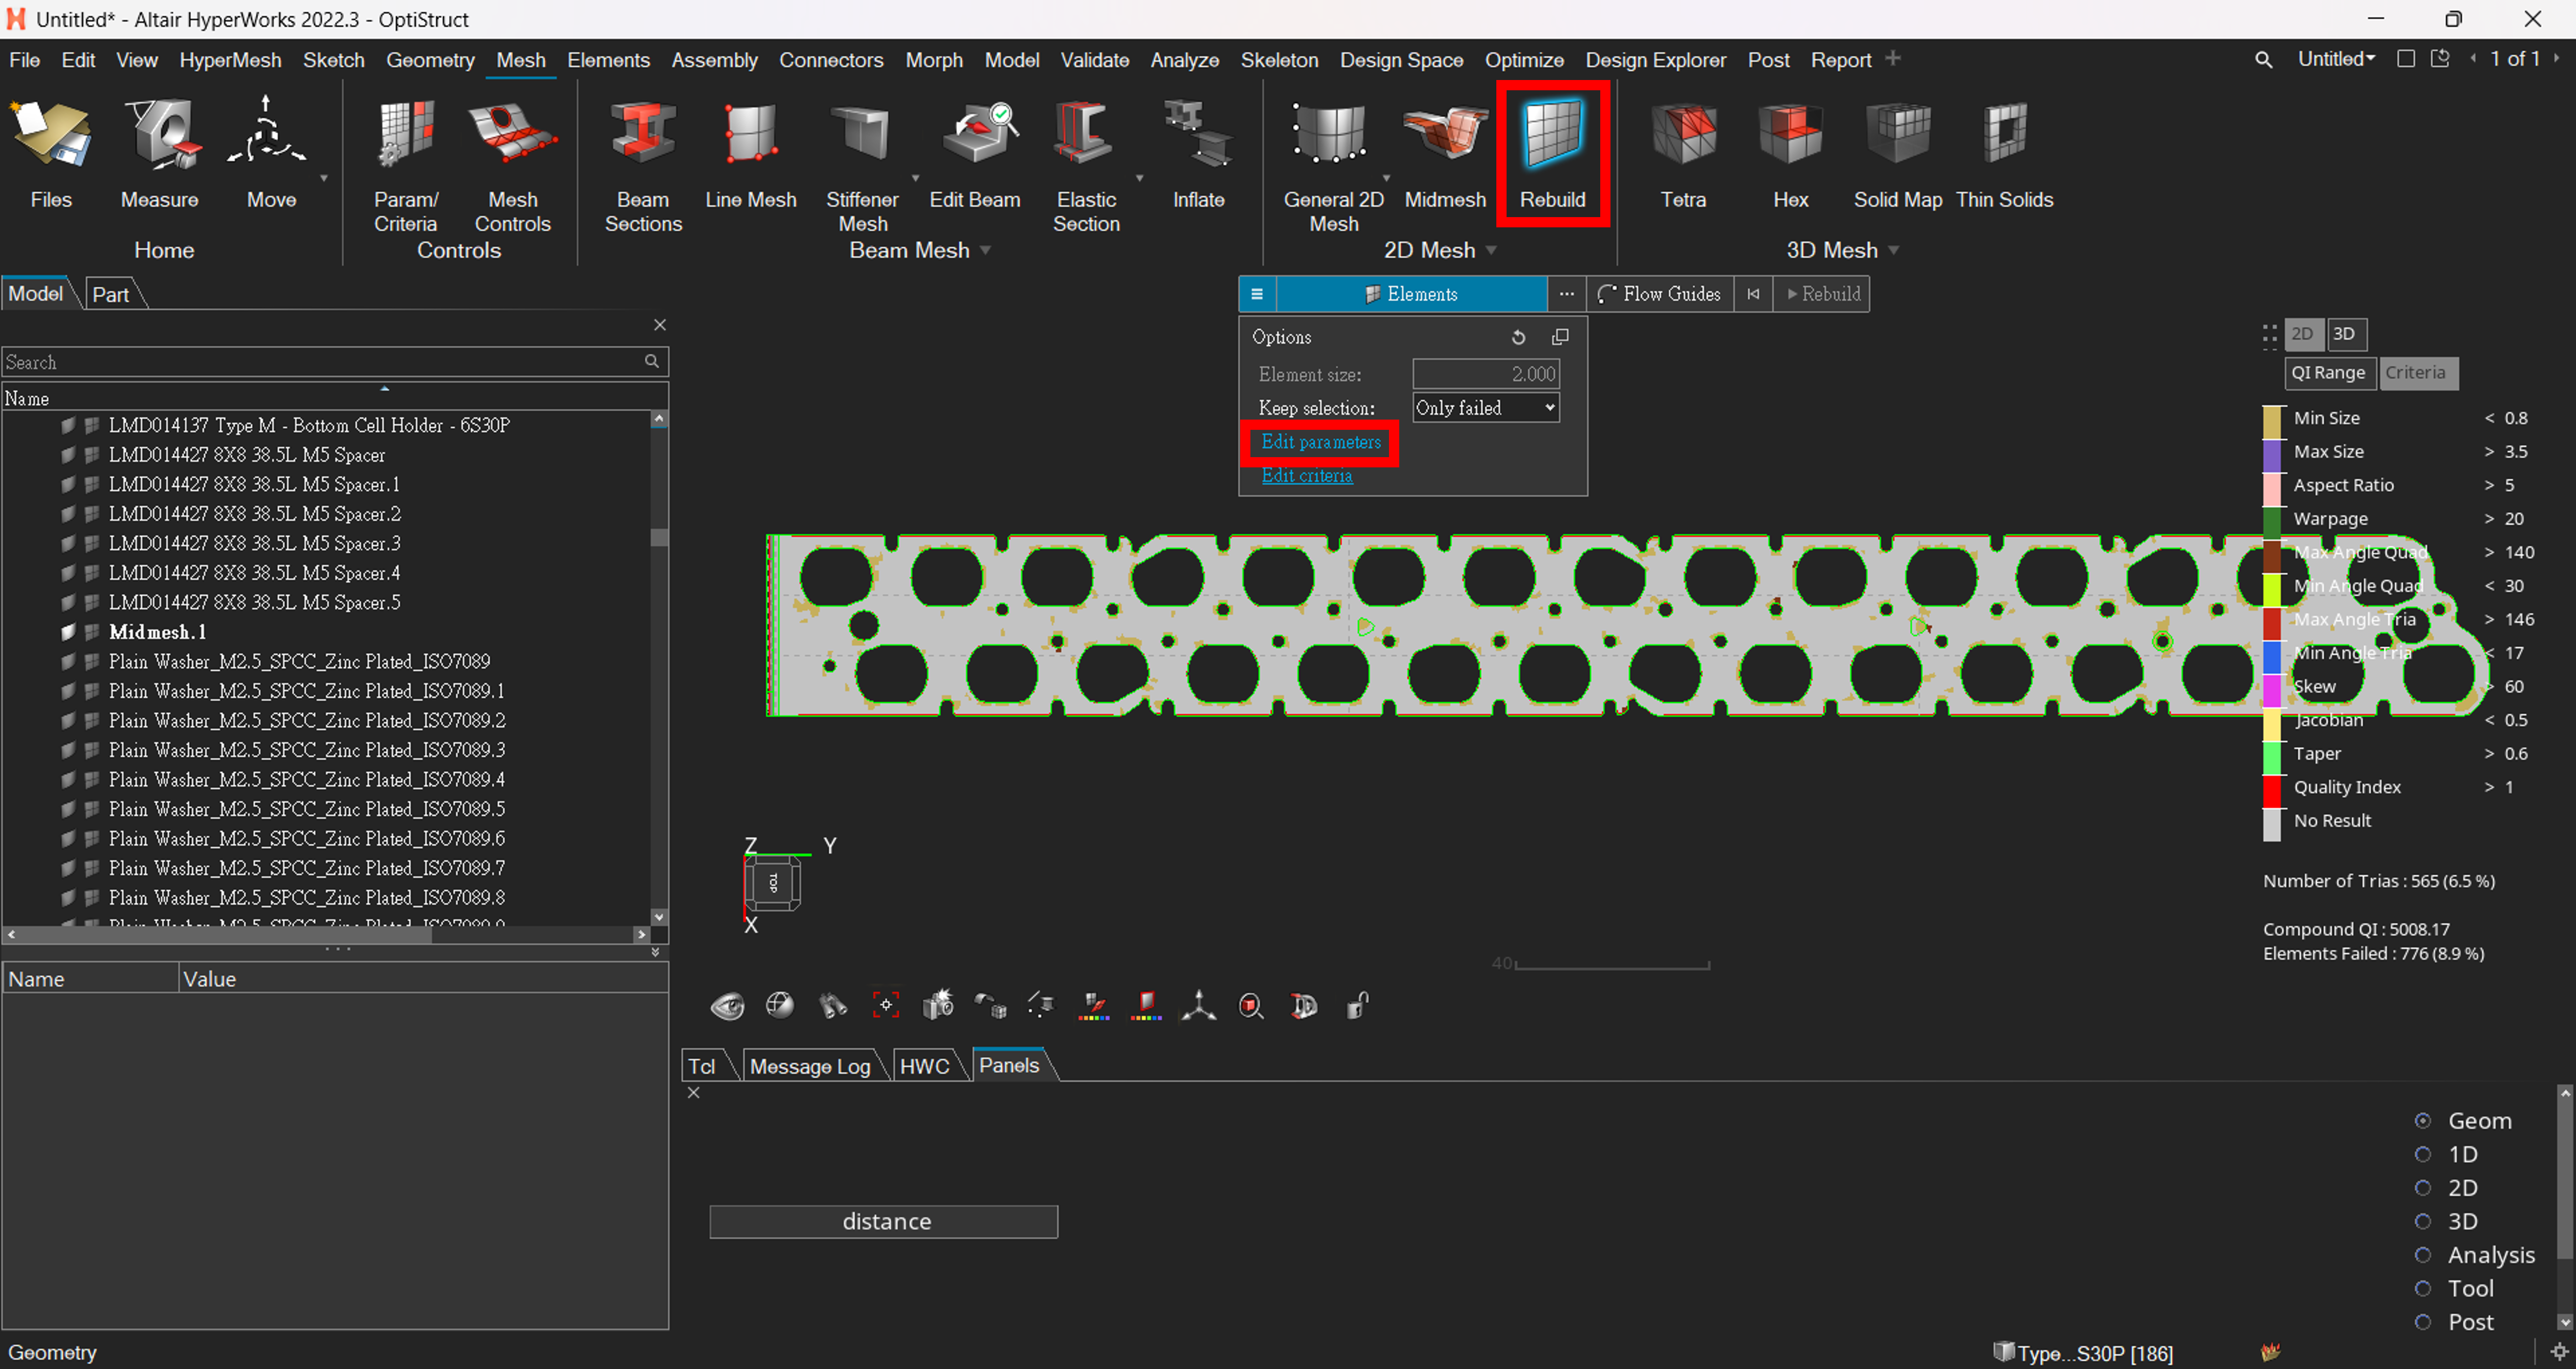 Untitled* - Altair HyperWorks 2022.3 - OptiStruct
File Edit View HyperMesh Sketch Geometry Mesh Elements Assembly Connectors Morph Model Validate Analyze Skeleton Design Space Optimize Design Explorer Post Report Untitled 1 of 1
Files Measure Move Param/ Criteria Mesh Controls Beam Sections Line Mesh Stiffener Mesh Edit Beam Elastic Section Inflate General 2D Mesh Midmesh Rebuild Tetra Hex Solid Map Thin Solids
Home Controls Beam Mesh 2D Mesh 3D Mesh
Model Part
Elements ... Flow Guides Rebuild
Options
Element size: 2.000
Keep selection: Only failed
Edit parameters
Edit criteria
Search
Name
LMD014137 Type M - Bottom Cell Holder - 6S30P
LMD014427 8X8 38.5L M5 Spacer
LMD014427 8X8 38.5L M5 Spacer.1
LMD014427 8X8 38.5L M5 Spacer.2
LMD014427 8X8 38.5L M5 Spacer.3
LMD014427 8X8 38.5L M5 Spacer.4
LMD014427 8X8 38.5L M5 Spacer.5
Midmesh.1
Plain Washer_M2.5_SPCC_Zinc Plated_ISO7089
Plain Washer_M2.5_SPCC_Zinc Plated_ISO7089.1
Plain Washer_M2.5_SPCC_Zinc Plated_ISO7089.2
Plain Washer_M2.5_SPCC_Zinc Plated_ISO7089.3
Plain Washer_M2.5_SPCC_Zinc Plated_ISO7089.4
Plain Washer_M2.5_SPCC_Zinc Plated_ISO7089.5
Plain Washer_M2.5_SPCC_Zinc Plated_ISO7089.6
Plain Washer_M2.5_SPCC_Zinc Plated_ISO7089.7
Plain Washer_M2.5_SPCC_Zinc Plated_ISO7089.8
Name Value
2D 3D
QI Range Criteria
Min Size < 0.8
Max Size > 3.5
Aspect Ratio > 5
Warpage > 20
Max Angle Quad > 140
Min Angle Quad < 30
Max Angle Tria > 146
Min Angle Tria < 17
Skew > 60
Jacobian < 0.5
Taper > 0.6
Quality Index > 1
No Result
Number of Trias : 565 (6.5 %)
Compound QI : 5008.17
Elements Failed : 776 (8.9 %)
Z Y
TOP
X
40
Tcl Message Log HWC Panels
distance
Geom
1D
2D
3D
Analysis
Tool
Post
Geometry
Type...S30P [186]